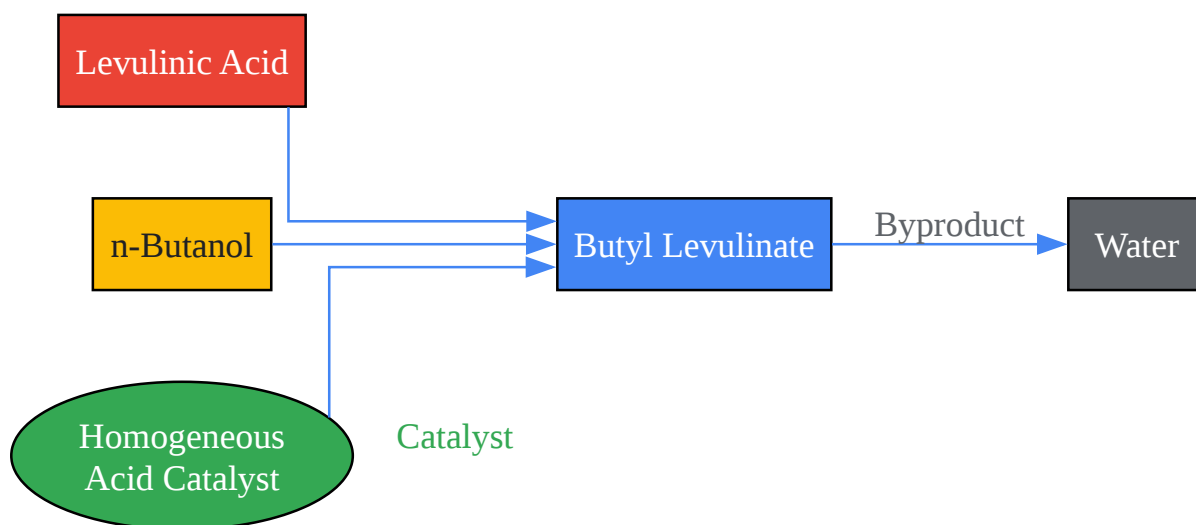 Levulinic Acid
n-Butanol
Butyl Levulinate
Byproduct
Water
Homogeneous
Acid Catalyst
Catalyst